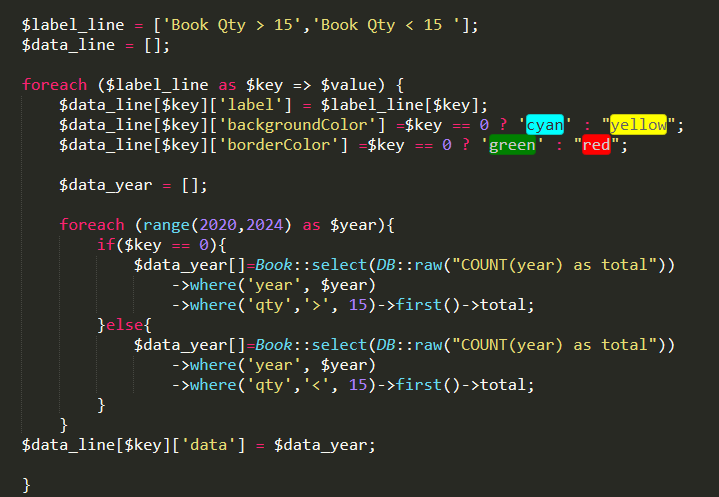 $label_line = ['Book Qty > 15','Book Qty < 15 '];
$data_line = [];

foreach ($label_line as $key => $value) {
    $data_line[$key]['label'] = $label_line[$key];
    $data_line[$key]['backgroundColor'] =$key == 0 ? 'cyan' : "yellow";
    $data_line[$key]['borderColor'] =$key == 0 ? 'green' : "red";

    $data_year = [];

    foreach (range(2020,2024) as $year){
        if($key == 0){
            $data_year[]=Book::select(DB::raw("COUNT(year) as total"))
                ->where('year', $year)
                ->where('qty','>', 15)->first()->total;
        }else{
            $data_year[]=Book::select(DB::raw("COUNT(year) as total"))
                ->where('year', $year)
                ->where('qty','<', 15)->first()->total;
        }
    }
$data_line[$key]['data'] = $data_year;

}